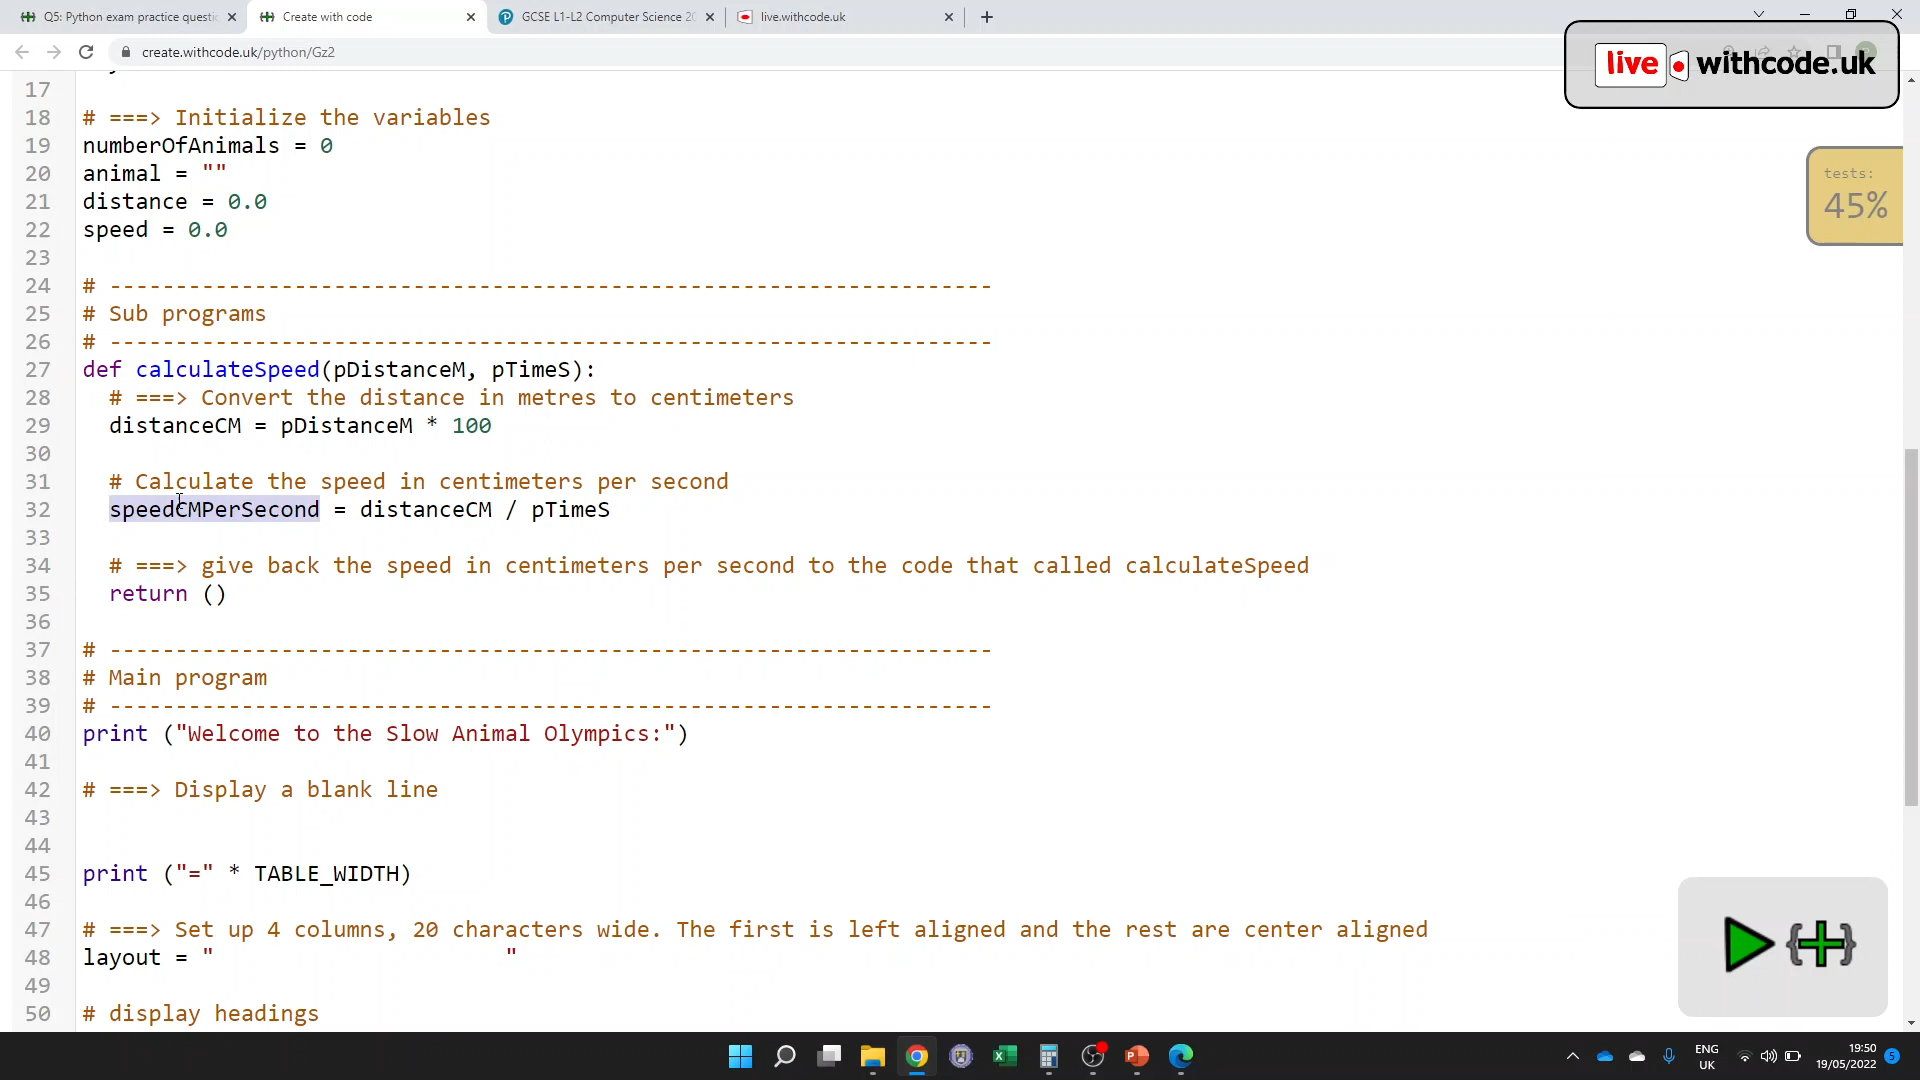 Q5: Python exam practice questi
Create with code
GCSE L1-L2 Computer Science 20
live.withcode.uk
create.withcode.uk/python/Gz2
live withcode.uk
tests:
45%
17
18 # ===> Initialize the variables
19 numberOfAnimals = 0
20 animal = ""
21 distance = 0.0
22 speed = 0.0
23
24 # -------------------------------------------------------------------
25 # Sub programs
26 # -------------------------------------------------------------------
27 def calculateSpeed(pDistanceM, pTimeS):
28 # ===> Convert the distance in metres to centimeters
29 distanceCM = pDistanceM * 100
30
31 # Calculate the speed in centimeters per second
32 speedCMPerSecond = distanceCM / pTimeS
33
34 # ===> give back the speed in centimeters per second to the code that called calculateSpeed
35 return ()
36
37 # -------------------------------------------------------------------
38 # Main program
39 # -------------------------------------------------------------------
40 print ("Welcome to the Slow Animal Olympics:")
41
42 # ===> Display a blank line
43
44
45 print ("=" * TABLE_WIDTH)
46
47 # ===> Set up 4 columns, 20 characters wide. The first is left aligned and the rest are center aligned
48 layout = "                      "
49
50 # display headings
ENG
UK
19:50
19/05/2022
5